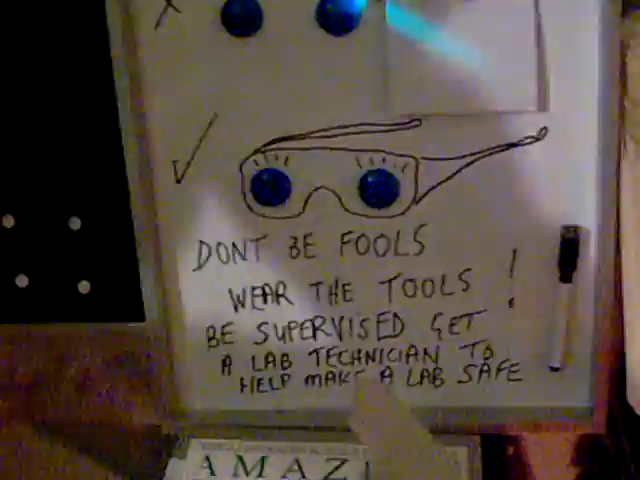 DONT BE FOOLS
WEAR THE TOOLS !
BE SUPERVISED GET
A LAB TECHNICIAN TO
HELP MAKE A LAB SAFE
AMAZ